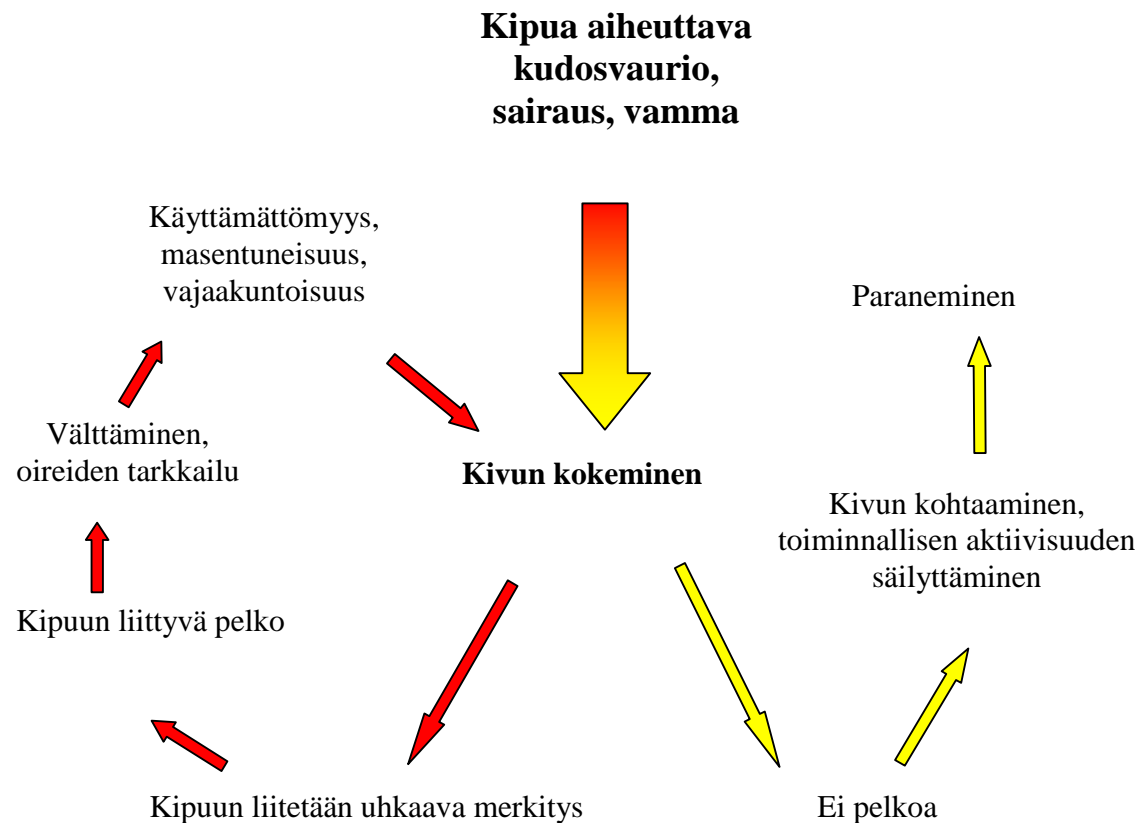 Kipua aiheuttava
kudosvaurio,
sairaus, vamma
Käyttämättömyys,
masentuneisuus,
vajaakuntoisuus
Paraneminen
Välttäminen,
oireiden tarkkailu
Kivun kokeminen
Kivun kohtaaminen,
toiminnallisen aktiivisuuden
säilyttäminen
Kipuun liittyvä pelko
Kipuun liitetään uhkaava merkitys
Ei pelkoa